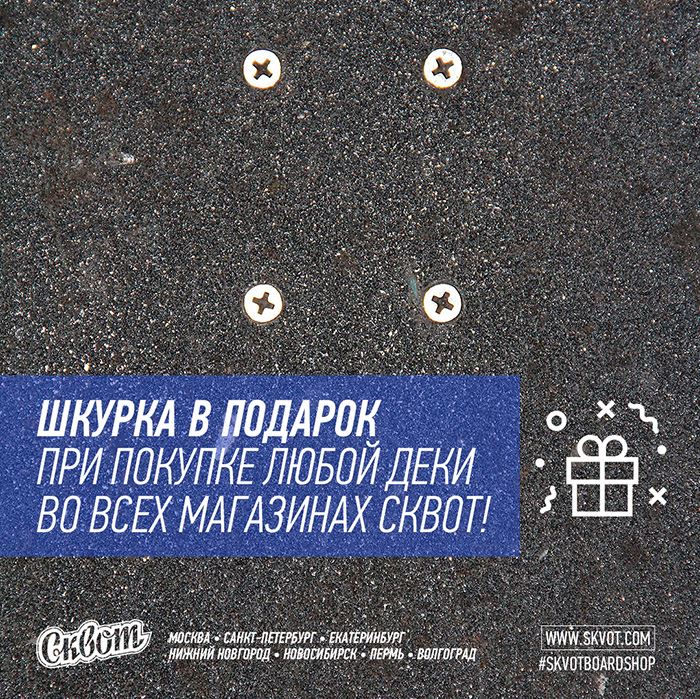 ШКУРКА В ПОДАРОК
ПРИ ПОКУПКЕ ЛЮБОЙ ДЕКИ
ВО ВСЕХ МАГАЗИНАХ СКВОТ!
Сквот
МОСКВА • САНКТ-ПЕТЕРБУРГ • ЕКАТЕРИНБУРГ
НИЖНИЙ НОВГОРОД • НОВОСИБИРСК • ПЕРМЬ • ВОЛГОГРАД
WWW.SKVOT.COM
#SKVOTBOARDSHOP